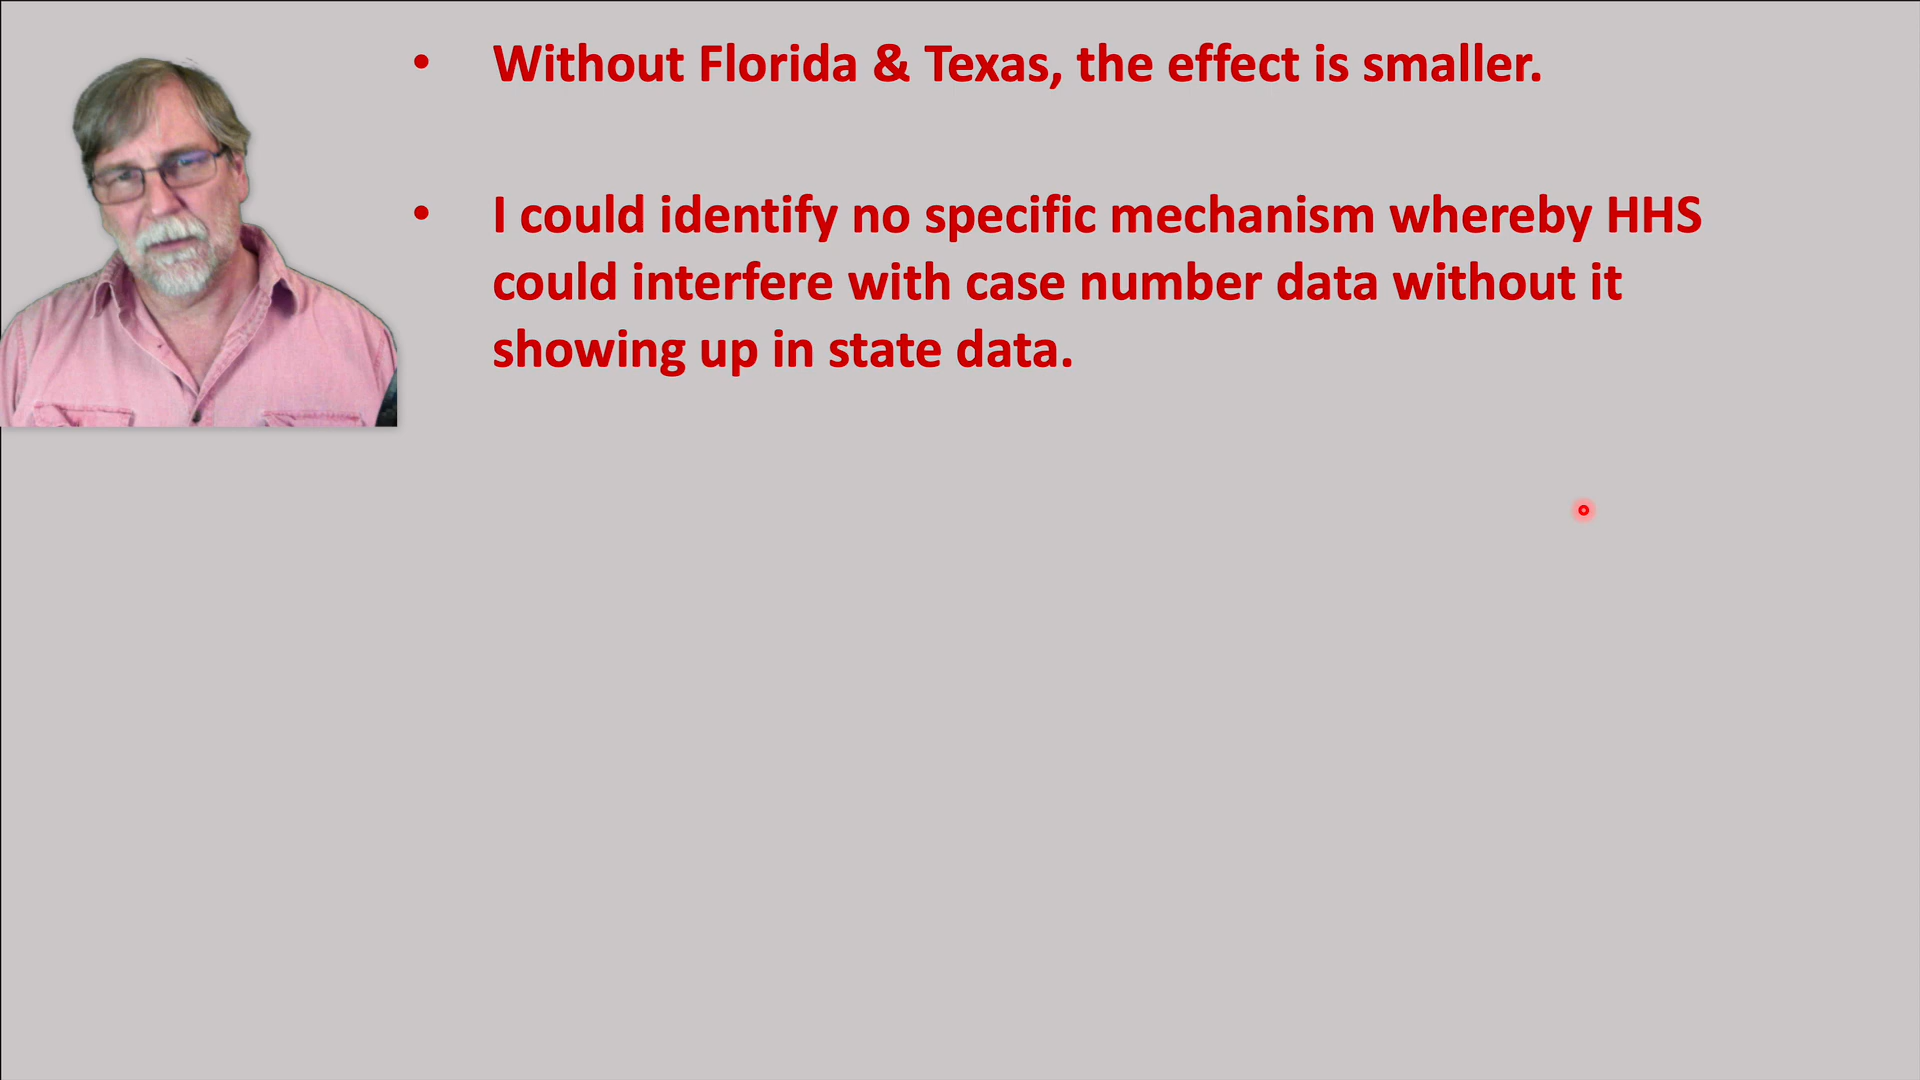 • Without Florida & Texas, the effect is smaller.
• I could identify no specific mechanism whereby HHS
could interfere with case number data without it
showing up in state data.